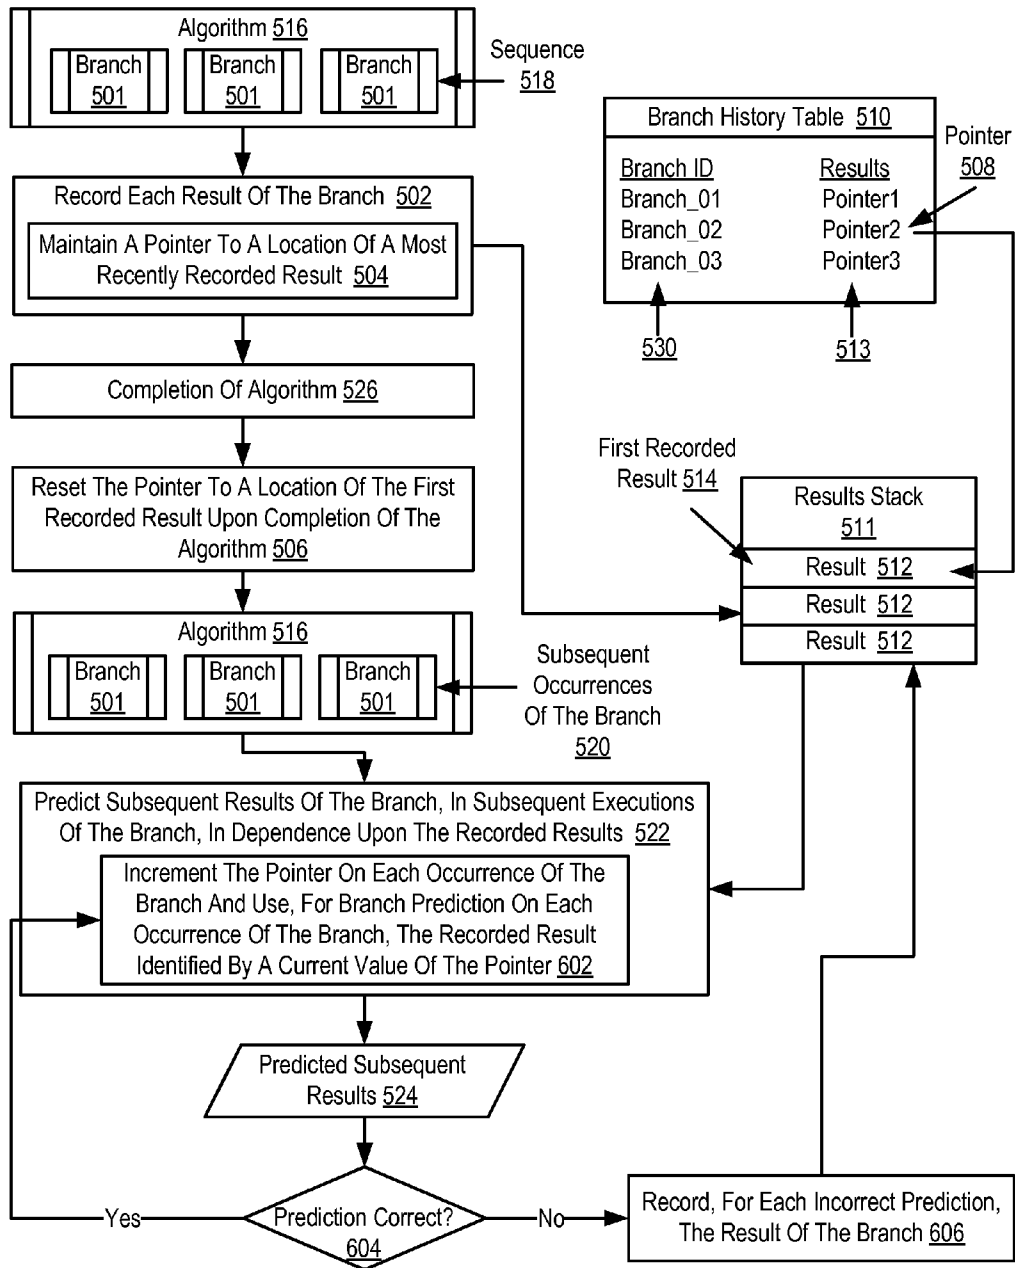 Algorithm 516
Branch 501
Branch 501
Branch 501
Sequence
518
Record Each Result Of The Branch 502
Maintain A Pointer To A Location Of A Most
Recently Recorded Result 504
Branch History Table 510
Branch ID Results
Branch_01 Pointer1
Branch_02 Pointer2
Branch_03 Pointer3
Pointer
508
530
513
Completion Of Algorithm 526
Reset The Pointer To A Location Of The First
Recorded Result Upon Completion Of The
Algorithm 506
First Recorded
Result 514
Results Stack
511
Result 512
Result 512
Result 512
Algorithm 516
Branch 501
Branch 501
Branch 501
Subsequent
Occurrences
Of The Branch
520
Predict Subsequent Results Of The Branch, In Subsequent Executions
Of The Branch, In Dependence Upon The Recorded Results 522
Increment The Pointer On Each Occurrence Of The
Branch And Use, For Branch Prediction On Each
Occurrence Of The Branch, The Recorded Result
Identified By A Current Value Of The Pointer 602
Predicted Subsequent
Results 524
Prediction Correct?
604
Yes
No
Record, For Each Incorrect Prediction,
The Result Of The Branch 606